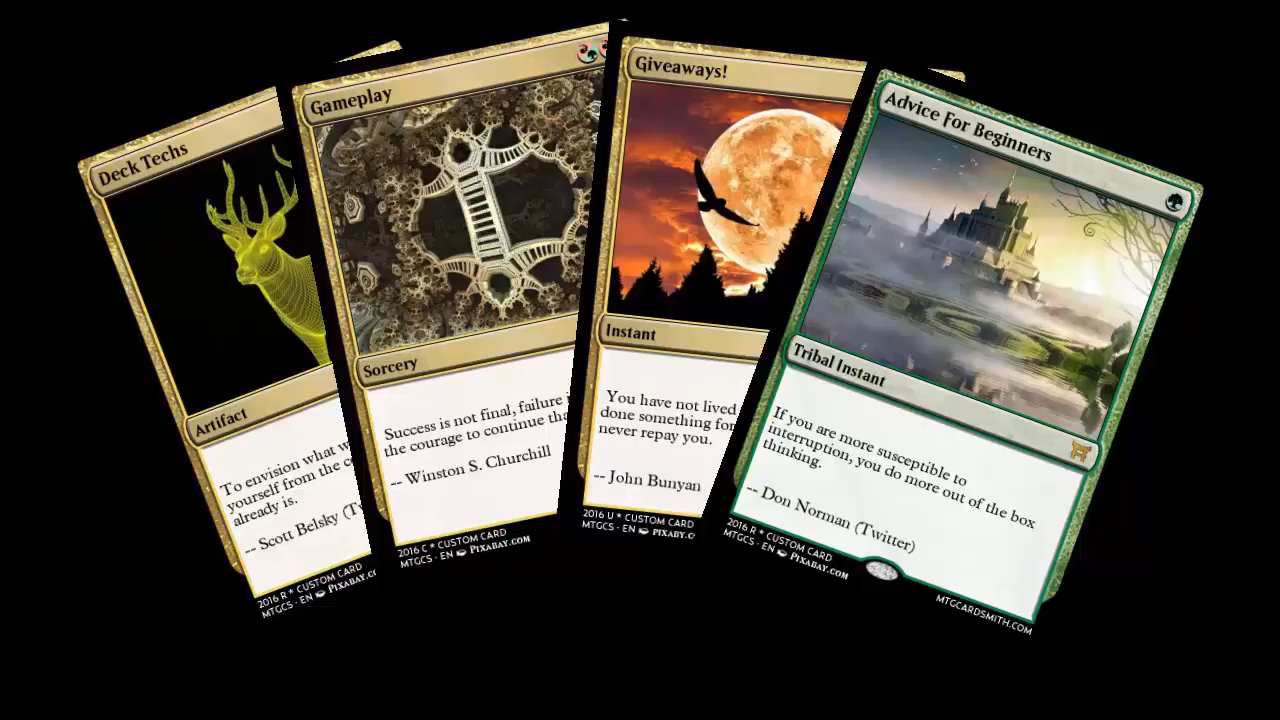 Deck Techs
Artifact
To envision what
yourself from the
already is.
-- Scott Belsky
2016 R * CUSTOM CARD
MTGCS · EN PIXABAY.
Gameplay
Sorcery
Success is not final, failure
the courage to continue
-- Winston S. Churchill
2016 C * CUSTOM CARD
MTGCS · EN PIXABAY.COM
Giveaways!
Instant
You have not lived
done something for
never repay you.
-- John Bunyan
2016 U * CUSTOM CARD
MTGCS · EN PIXABY.C
Advice For Beginners
Tribal Instant
If you are more susceptible to
interruption, you do more out of the box
thinking.
-- Don Norman (Twitter)
2016 R * CUSTOM CARD
MTGCS · EN PIXABAY.COM
MTGCARDSMITH.COM